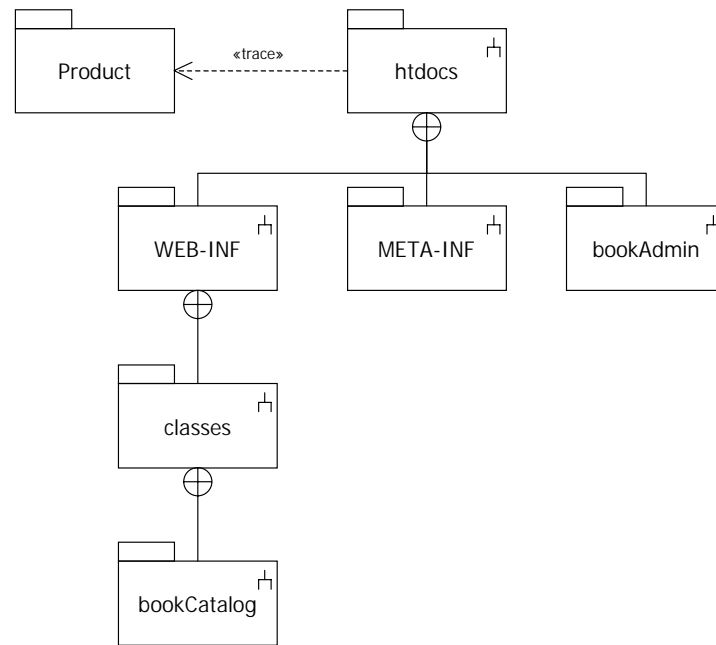 Product
«trace»
htdocs
WEB-INF
META-INF
bookAdmin
classes
bookCatalog